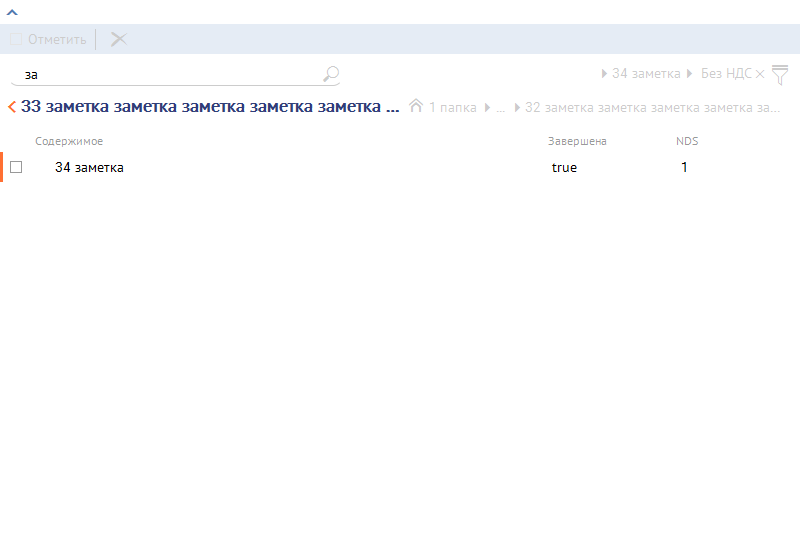 Отметить
за
34 заметка Без НДС
33 заметка заметка заметка заметка заметка ... 1 папка ... 32 заметка заметка заметка заметка за...
Содержимое Завершена NDS
34 заметка true 1